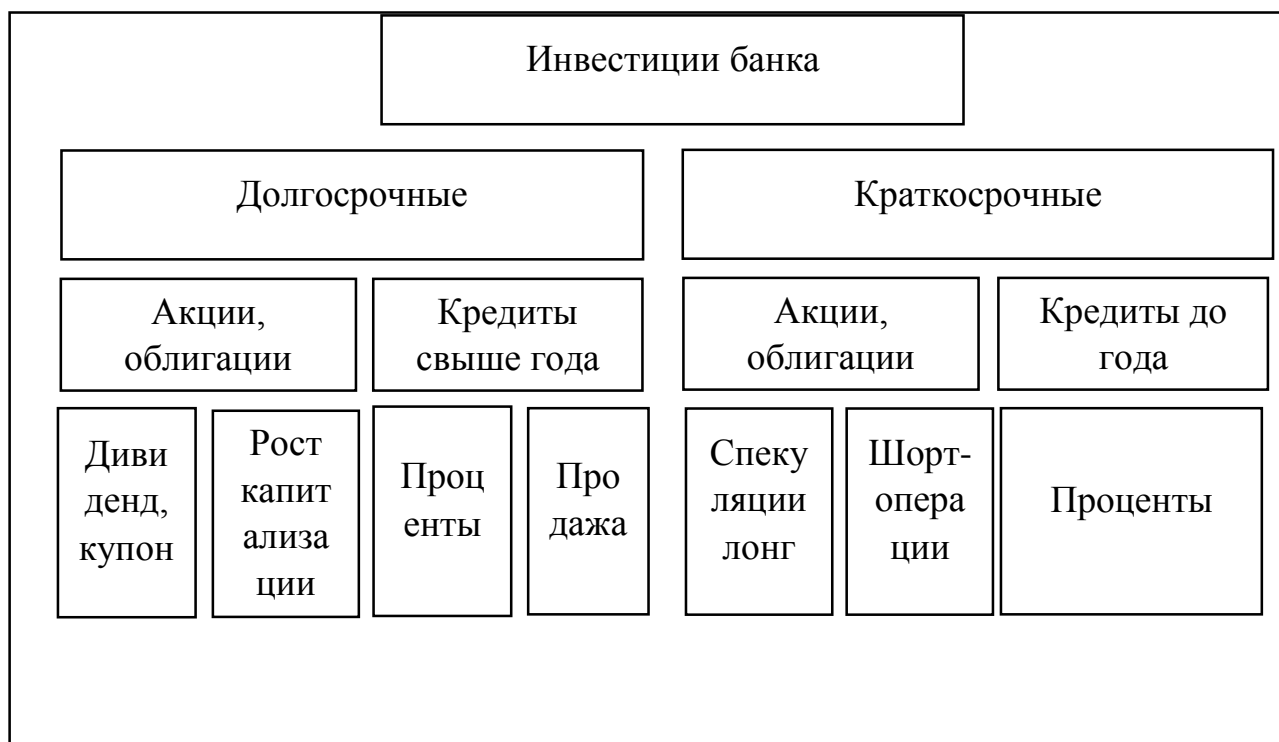 Инвестиции банка
Долгосрочные
Краткосрочные
Акции,
облигации
Кредиты
свыше года
Акции,
облигации
Кредиты до
года
Диви
денд,
купон
Рост
капит
ализа
ции
Проц
енты
Про
дажа
Спеку
ляции
лонг
Шорт-
опера
ции
Проценты